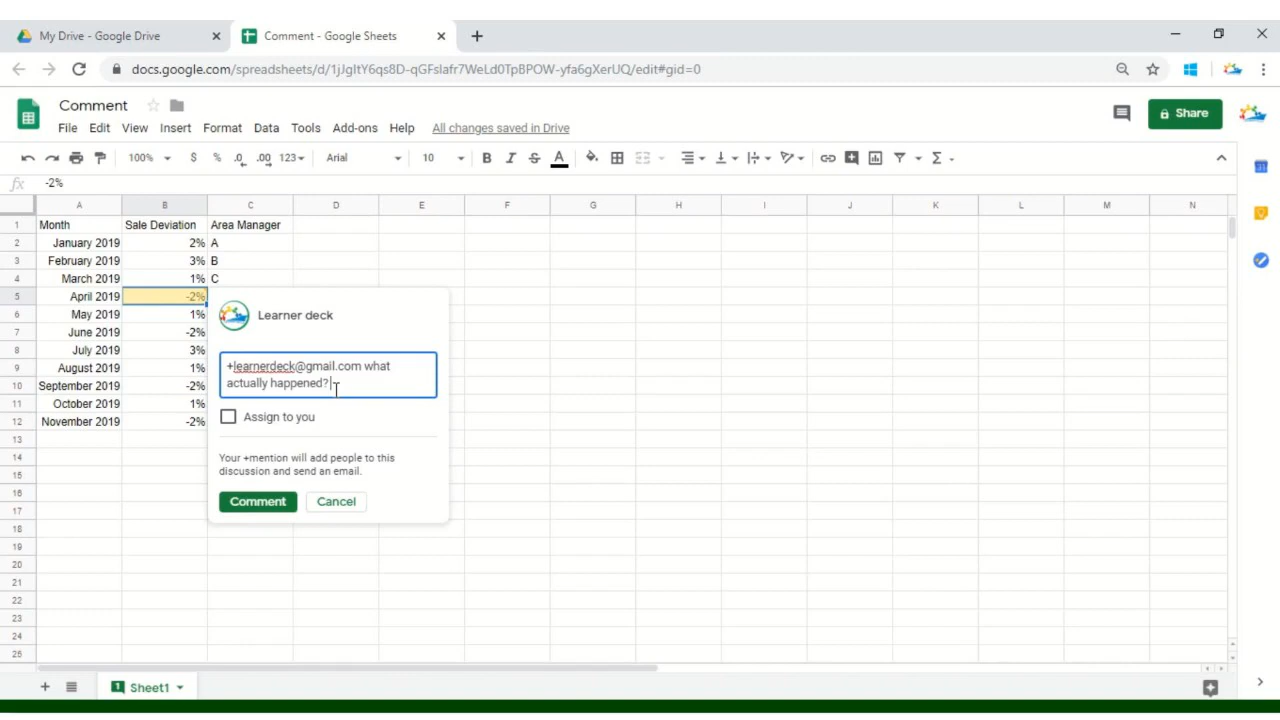 My Drive - Google Drive
Comment - Google Sheets
docs.google.com/spreadsheets/d/1jJgltY6qs8D-qGFslafr7WeLd0TpBPOW-yfa6gXerUQ/edit#gid=0
Comment
File Edit View Insert Format Data Tools Add-ons Help All changes saved in Drive
Share
100% $ % .0 .00 123 Arial 10 B I S A Σ
fx -2%
A B C D E F G H I J K L M N
1 Month Sale Deviation Area Manager
2 January 2019 2% A
3 February 2019 3% B
4 March 2019 1% C
5 April 2019 -2%
6 May 2019 1%
7 June 2019 -2%
8 July 2019 3%
9 August 2019 1%
10 September 2019 -2%
11 October 2019 1%
12 November 2019 -2%
13
14
15
16
17
18
19
20
21
22
23
24
25
Learner deck
+learnerdeck@gmail.com what
actually happened?
Assign to you
Your +mention will add people to this
discussion and send an email.
Comment Cancel
1 Sheet1